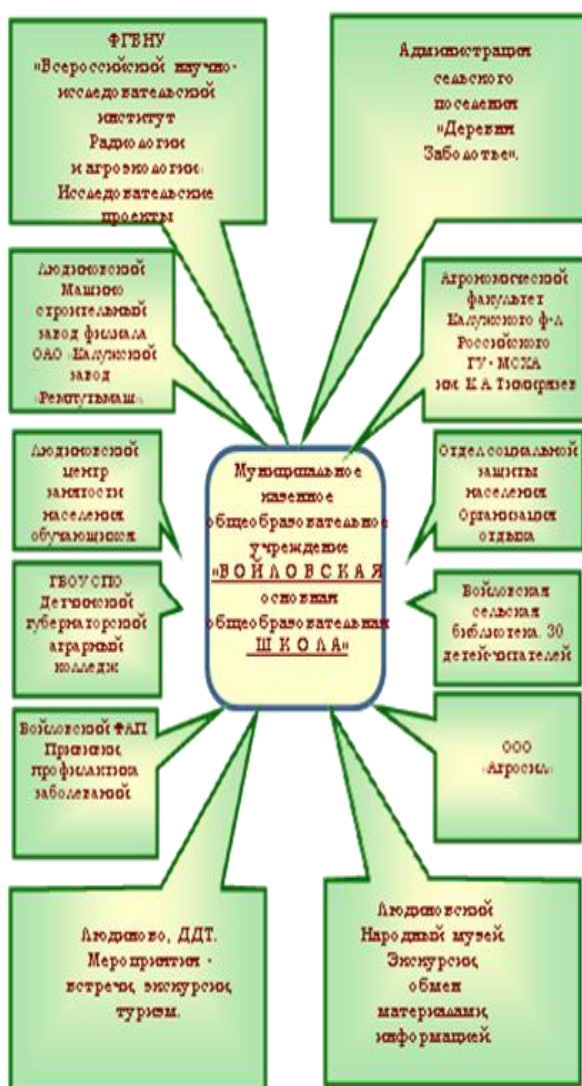 ФГБНУ
«Всероссийский научно-
исследовательский
институт
Радиологии
и агроэкологии»
Исследовательские
проекты
Администрация
сельского
поселения
«Деревня
Заболотье».
Людиновский
Машино
строительный
завод филиала
ОАО «Калужский
завод
«Ремпутьмаш»
Агрономический
факультет
Калужского ф-л
Российского
ГУ - МСХА
им. К.А.Тимирязев
Людиновский
центр
занятости
населения
обучающихся
Муниципальное
казенное
общеобразовательное
учреждение
«ВОЙЛОВСКАЯ
основная
общеобразовательная
ШКОЛА»
Отдел социальной
защиты
населения
Организация
отдыха
ГБОУ СПО
Детчинский
губернаторский
аграрный
колледж
Войловская
сельская
библиотека. 30
детей-читателей
Войловский ФАП
Прививки,
профилактика
заболеваний
ООО
«Агросил»
Людиново, ДДТ.
Мероприятия -
встречи, экскурсии,
туризм.
Людиновский
Народный музей.
Экскурсии,
обмен
материалами,
информацией.